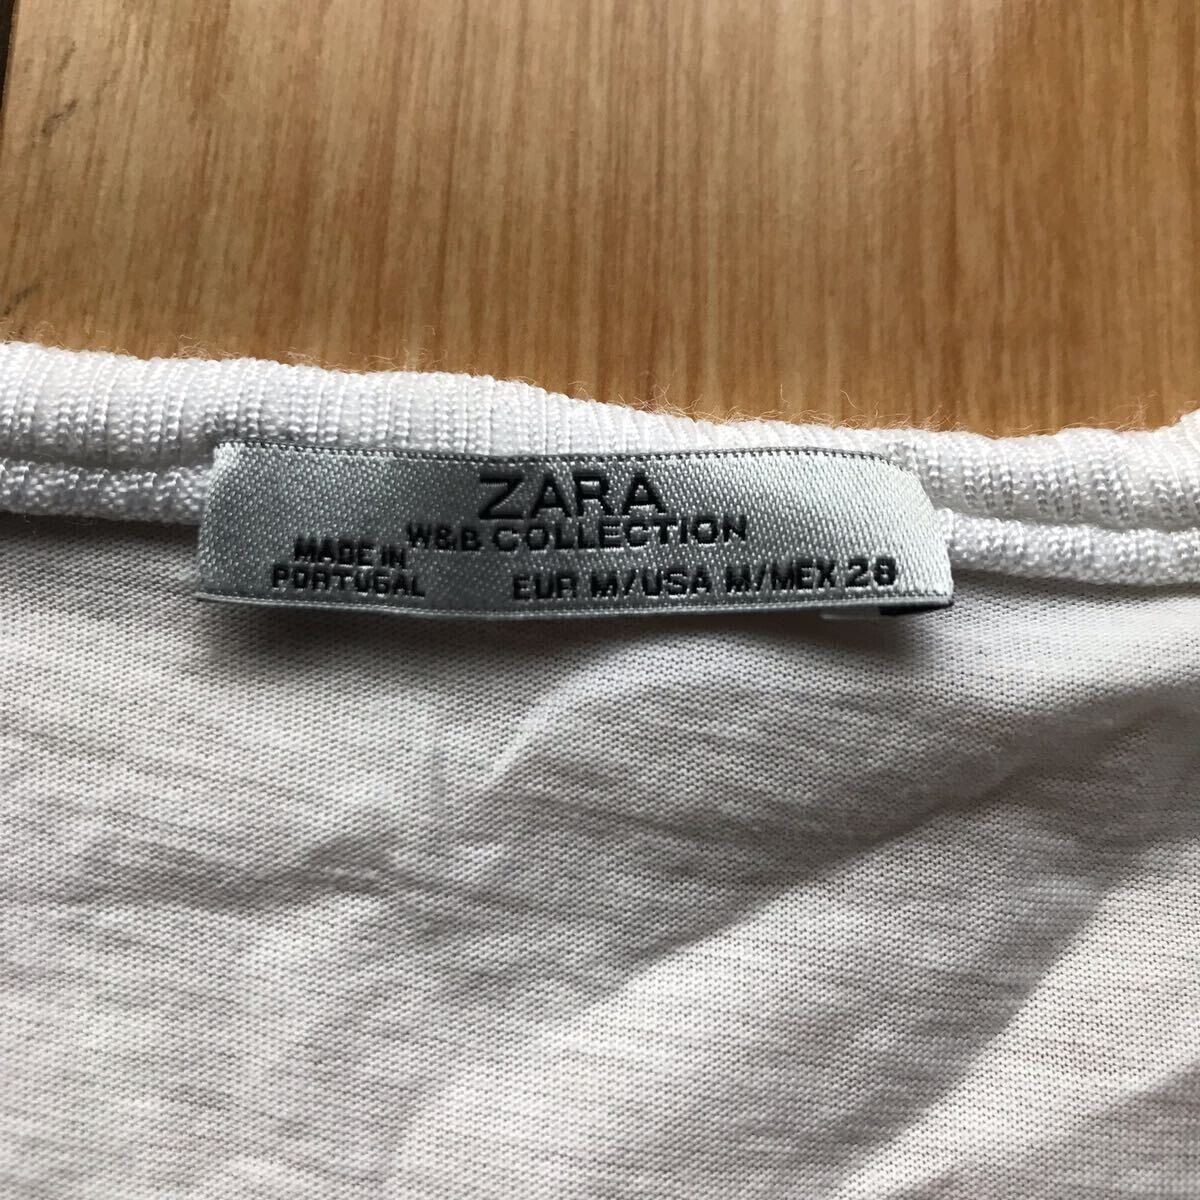 ZARA
W&B COLLECTION
MADE IN
PORTUGAL
EUR M/USA M/MEX 28